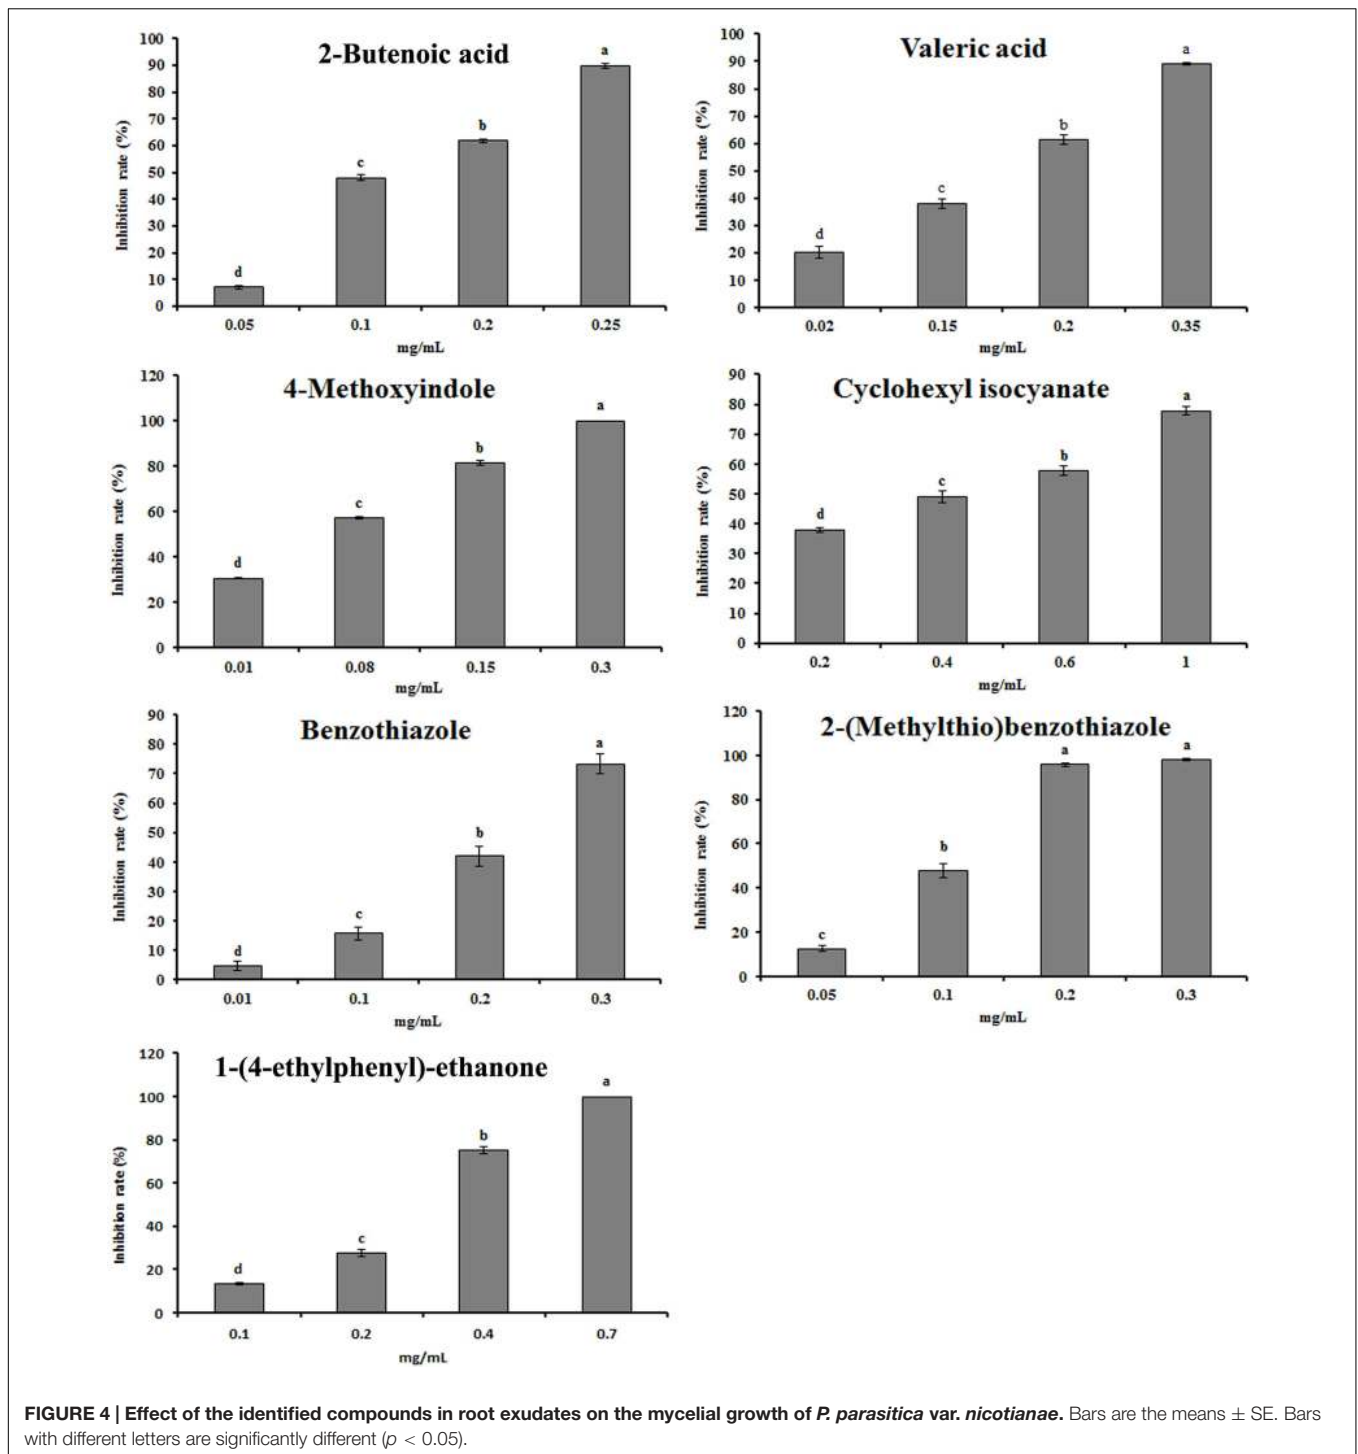 2-Butenoic acid
Inhibition rate (%)
100
90
80
70
60
50
40
30
20
10
0
d
c
b
a
0.05 0.1 0.2 0.25
mg/mL
Valeric acid
Inhibition rate (%)
100
90
80
70
60
50
40
30
20
10
0
d
c
b
a
0.02 0.15 0.2 0.35
mg/mL
4-Methoxyindole
Inhibition rate (%)
120
100
80
60
40
20
0
d
c
b
a
0.01 0.08 0.15 0.3
mg/mL
Cyclohexyl isocyanate
Inhibition rate (%)
90
80
70
60
50
40
30
20
10
0
d
c
b
a
0.2 0.4 0.6 1
mg/mL
Benzothiazole
Inhibition rate (%)
90
80
70
60
50
40
30
20
10
0
d
c
b
a
0.01 0.1 0.2 0.3
mg/mL
2-(Methylthio)benzothiazole
Inhibition rate (%)
120
100
80
60
40
20
0
c
b
a
a
0.05 0.1 0.2 0.3
mg/mL
1-(4-ethylphenyl)-ethanone
Inhibition rate (%)
120
100
80
60
40
20
0
d
c
b
a
0.1 0.2 0.4 0.7
mg/mL
FIGURE 4 | Effect of the identified compounds in root exudates on the mycelial growth of P. parasitica var. nicotianae. Bars are the means ± SE. Bars
with different letters are significantly different (p < 0.05).